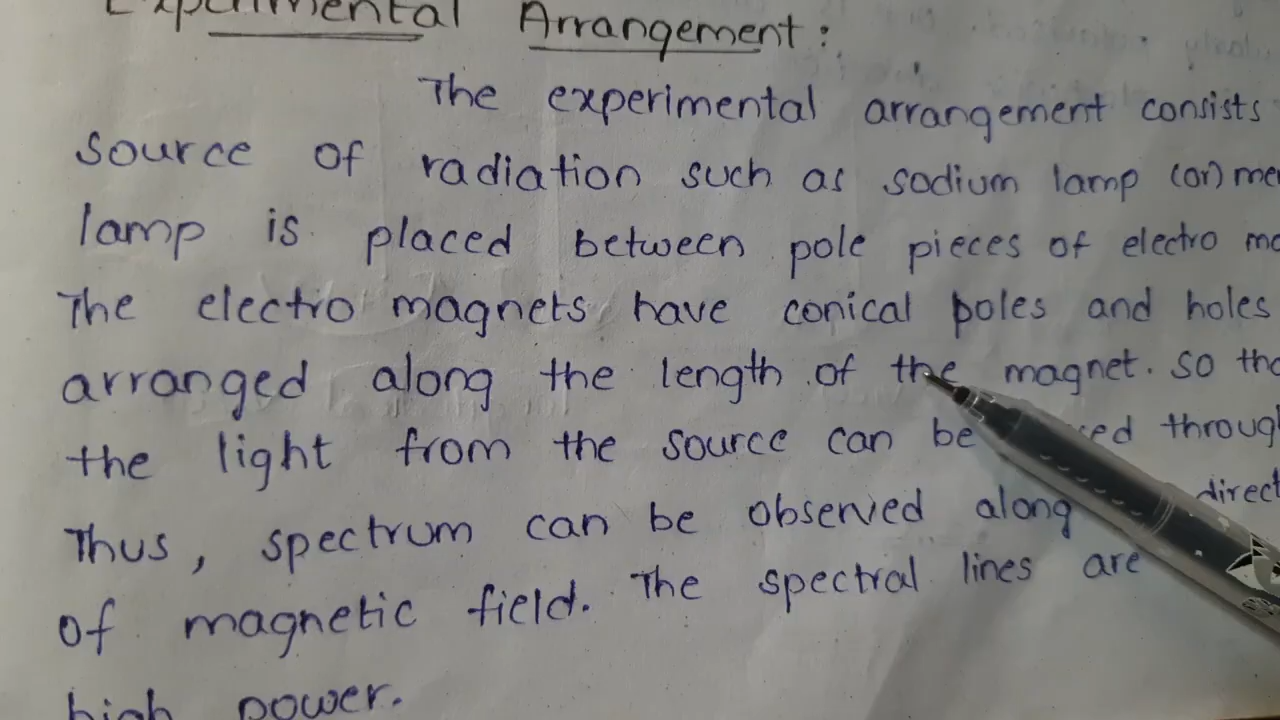 Experimental Arrangement:
The experimental arrangement consists
source of radiation such as sodium lamp (or)
lamp is placed between pole pieces of electro
The electro magnets have conical poles and holes
arranged along the length of the magnet. So
the light from the source can be
Thus, spectrum can be observed along
of magnetic field. The spectral lines are
high power.